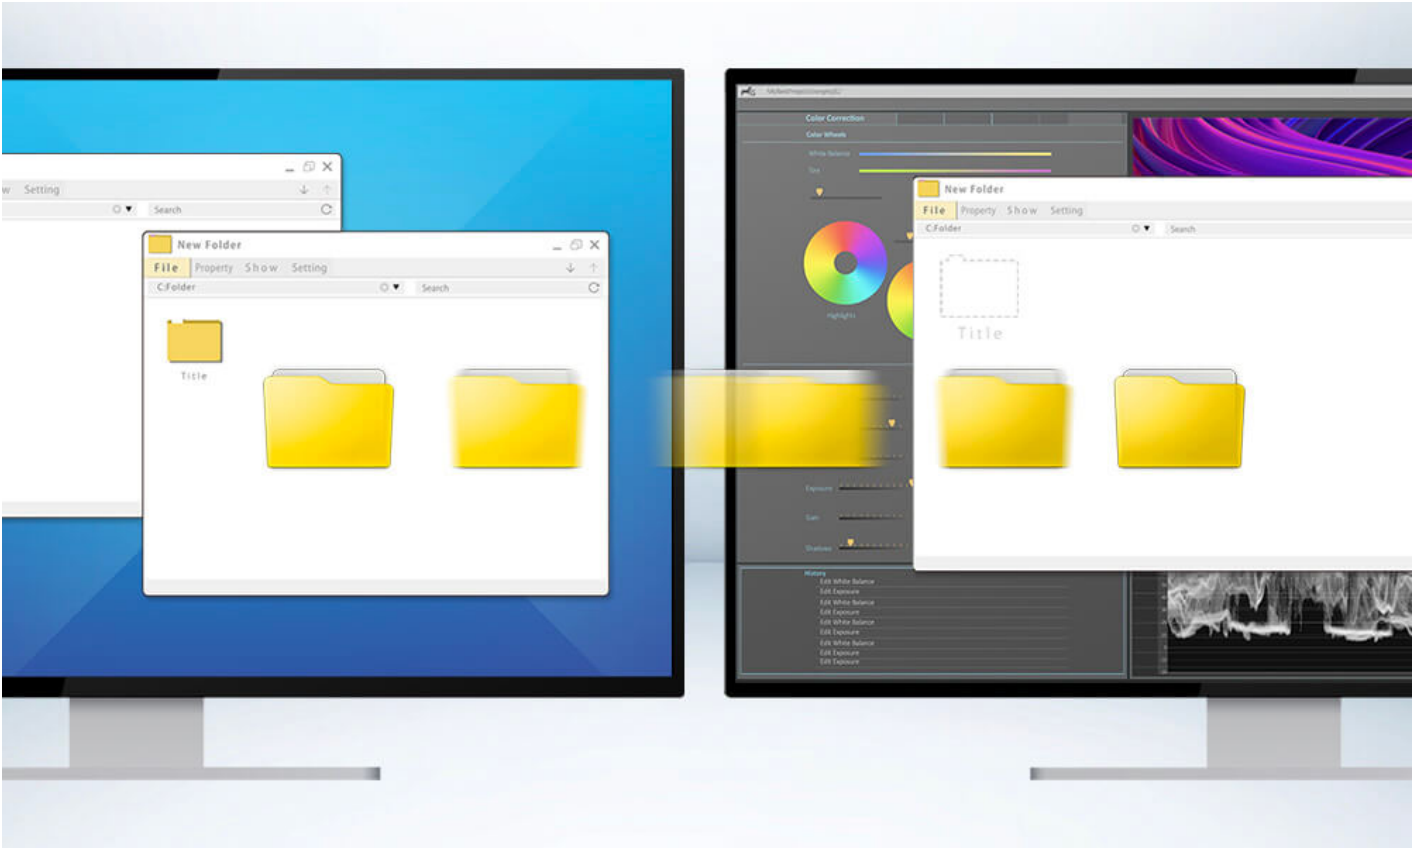 w Setting
Search
New Folder
File Property Show Setting
C:Folder Search
Title
Color Correction
Color Wheels
White Balance
Highlights
Exposure
Gain
Shadows
New Folder
File Property Show Setting
C:Folder Search
Title
History
Edit White Balance
Edit Exposure
Edit White Balance
Edit Exposure
Edit White Balance
Edit Exposure
Edit White Balance
Edit Exposure
Edit Exposure